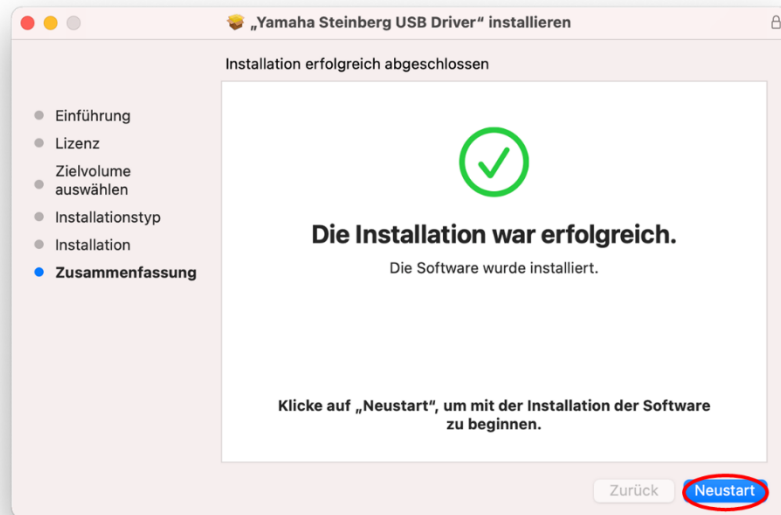 „Yamaha Steinberg USB Driver“ installieren
Installation erfolgreich abgeschlossen
Einführung
Lizenz
Zielvolume
auswählen
Installationstyp
Installation
Zusammenfassung
Die Installation war erfolgreich.
Die Software wurde installiert.
Klicke auf „Neustart“, um mit der Installation der Software
zu beginnen.
Zurück
Neustart